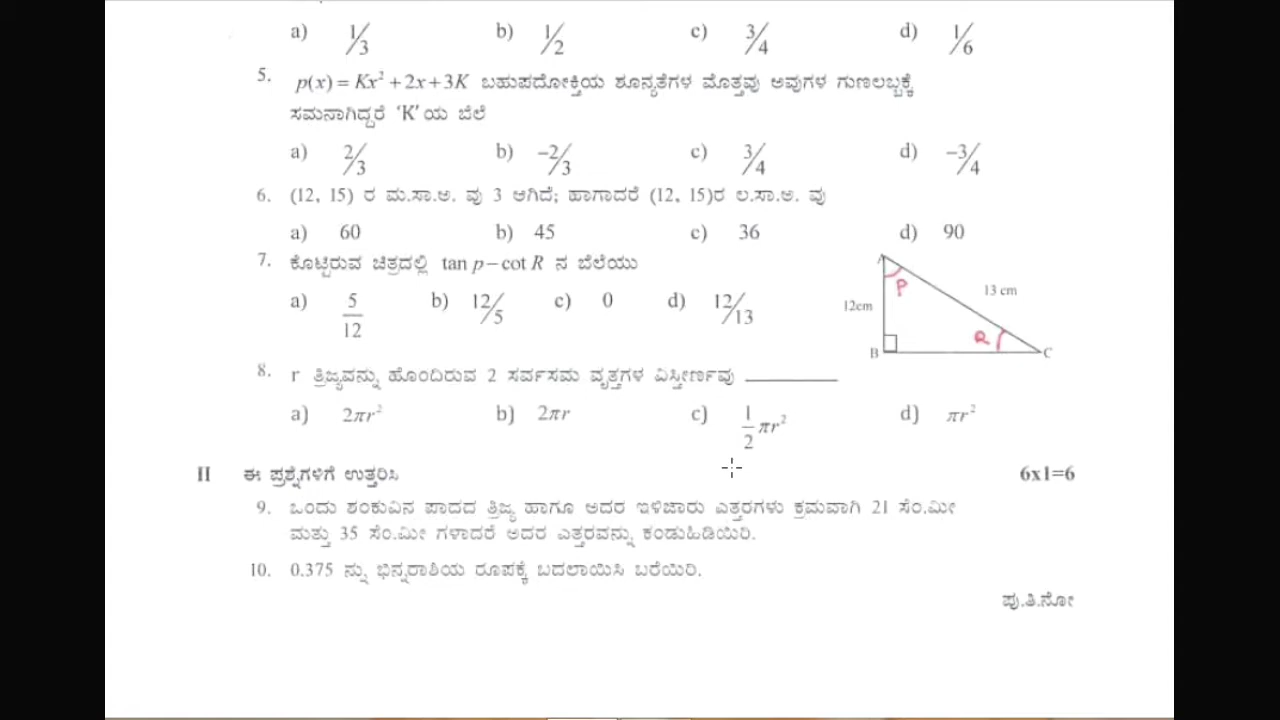 a) 1/3 b) 1/2 c) 3/4 d) 1/6
5. p(x) = Kx² + 2x + 3K ಬಹುಪದೋಕ್ತಿಯ ಶೂನ್ಯತೆಗಳ ಮೊತ್ತವು ಅವುಗಳ ಗುಣಲಬ್ಧಕ್ಕೆ
ಸಮನಾಗಿದ್ದರೆ 'K' ಯ ಬೆಲೆ
a) 2/3 b) -2/3 c) 3/4 d) -3/4
6. (12, 15) ರ ಮ.ಸಾ.ಅ. ವು 3 ಆಗಿದೆ; ಹಾಗಾದರೆ (12, 15)ರ ಲ.ಸಾ.ಅ. ವು
a) 60 b) 45 c) 36 d) 90
7. ಕೊಟ್ಟಿರುವ ಚಿತ್ರದಲ್ಲಿ tan p – cot R ನ ಬೆಲೆಯು
a) 5/12 b) 12/5 c) 0 d) 12/13
A
P
13 cm
12cm
R
B
C
8. r ತ್ರಿಜ್ಯವನ್ನು ಹೊಂದಿರುವ 2 ಸರ್ವಸಮ ವೃತ್ತಗಳ ವಿಸ್ತೀರ್ಣವು ________
a) 2πr² b) 2πr c) 1/2 πr² d) πr²
II ಈ ಪ್ರಶ್ನೆಗಳಿಗೆ ಉತ್ತರಿಸಿ 6x1=6
9. ಒಂದು ಶಂಕುವಿನ ಪಾದದ ತ್ರಿಜ್ಯ ಹಾಗೂ ಅದರ ಇಳಿಜಾರು ಎತ್ತರಗಳು ಕ್ರಮವಾಗಿ 21 ಸೆಂ.ಮೀ
ಮತ್ತು 35 ಸೆಂ.ಮೀ ಗಳಾದರೆ ಅದರ ಎತ್ತರವನ್ನು ಕಂಡುಹಿಡಿಯಿರಿ.
10. 0.375 ನ್ನು ಭಿನ್ನರಾಶಿಯ ರೂಪಕ್ಕೆ ಬದಲಾಯಿಸಿ ಬರೆಯಿರಿ.
ಪು.ತಿ.ನೋ